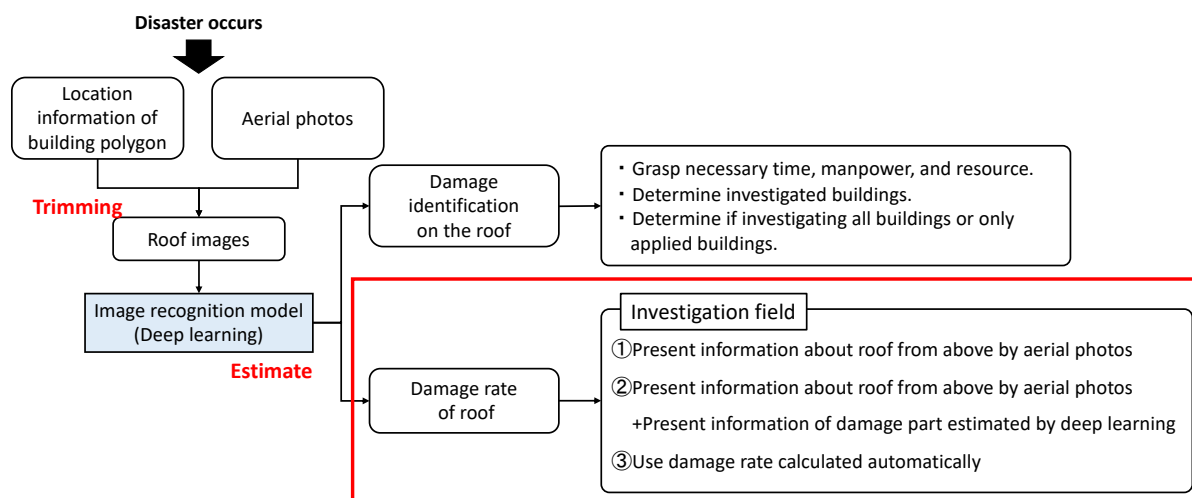 Disaster occurs
Location
information of
building polygon
Aerial photos
Trimming
Roof images
Image recognition model
(Deep learning)
Estimate
Damage
identification
on the roof
・Grasp necessary time, manpower, and resource.
・Determine investigated buildings.
・Determine if investigating all buildings or only
applied buildings.
Damage rate
of roof
Investigation field
①Present information about roof from above by aerial photos
②Present information about roof from above by aerial photos
+Present information of damage part estimated by deep learning
③Use damage rate calculated automatically